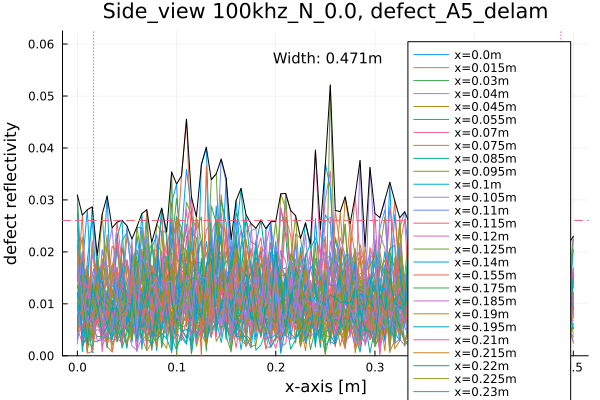 Side_view 100khz_N_0.0, defect_A5_delam
0.06
0.05
0.04
0.03
0.02
0.01
0.00
defect reflectivity
Width: 0.471m
x=0.0m
x=0.015m
x=0.03m
x=0.04m
x=0.045m
x=0.055m
x=0.07m
x=0.075m
x=0.085m
x=0.095m
x=0.1m
x=0.105m
x=0.11m
x=0.115m
x=0.12m
x=0.125m
x=0.14m
x=0.155m
x=0.175m
x=0.185m
x=0.19m
x=0.195m
x=0.21m
x=0.215m
x=0.22m
x=0.225m
x=0.23m
0.0
0.1
0.2
0.3
.5
x-axis [m]